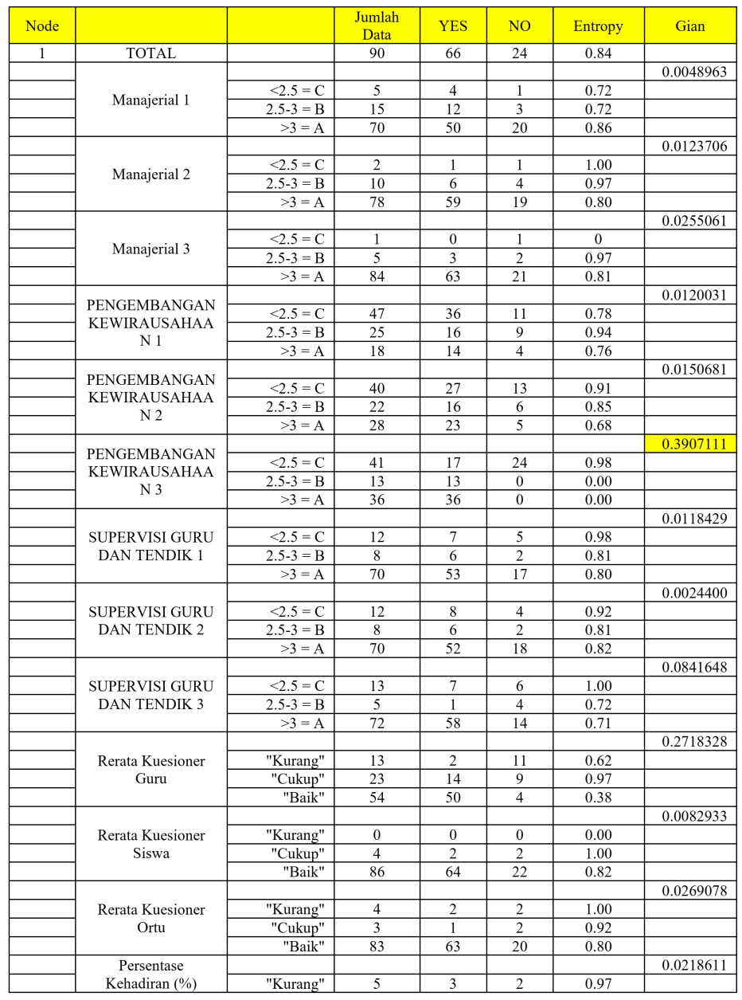 Node Jumlah Data YES NO Entropy Gian
1 TOTAL 90 66 24 0.84
0.0048963
Manajerial 1
<2.5 = C 5 4 1 0.72
2.5-3 = B 15 12 3 0.72
>3 = A 70 50 20 0.86
0.0123706
Manajerial 2
<2.5 = C 2 1 1 1.00
2.5-3 = B 10 6 4 0.97
>3 = A 78 59 19 0.80
0.0255061
Manajerial 3
<2.5 = C 1 0 1 0
2.5-3 = B 5 3 2 0.97
>3 = A 84 63 21 0.81
0.0120031
PENGEMBANGAN
KEWIRAUSAHAA
N 1
<2.5 = C 47 36 11 0.78
2.5-3 = B 25 16 9 0.94
>3 = A 18 14 4 0.76
0.0150681
PENGEMBANGAN
KEWIRAUSAHAA
N 2
<2.5 = C 40 27 13 0.91
2.5-3 = B 22 16 6 0.85
>3 = A 28 23 5 0.68
0.3907111
PENGEMBANGAN
KEWIRAUSAHAA
N 3
<2.5 = C 41 17 24 0.98
2.5-3 = B 13 13 0 0.00
>3 = A 36 36 0 0.00
0.0118429
SUPERVISI GURU
DAN TENDIK 1
<2.5 = C 12 7 5 0.98
2.5-3 = B 8 6 2 0.81
>3 = A 70 53 17 0.80
0.0024400
SUPERVISI GURU
DAN TENDIK 2
<2.5 = C 12 8 4 0.92
2.5-3 = B 8 6 2 0.81
>3 = A 70 52 18 0.82
0.0841648
SUPERVISI GURU
DAN TENDIK 3
<2.5 = C 13 7 6 1.00
2.5-3 = B 5 1 4 0.72
>3 = A 72 58 14 0.71
0.2718328
Rerata Kuesioner
Guru
"Kurang" 13 2 11 0.62
"Cukup" 23 14 9 0.97
"Baik" 54 50 4 0.38
0.0082933
Rerata Kuesioner
Siswa
"Kurang" 0 0 0 0.00
"Cukup" 4 2 2 1.00
"Baik" 86 64 22 0.82
0.0269078
Rerata Kuesioner
Ortu
"Kurang" 4 2 2 1.00
"Cukup" 3 1 2 0.92
"Baik" 83 63 20 0.80
0.0218611
Persentase
Kehadiran (%)
"Kurang" 5 3 2 0.97